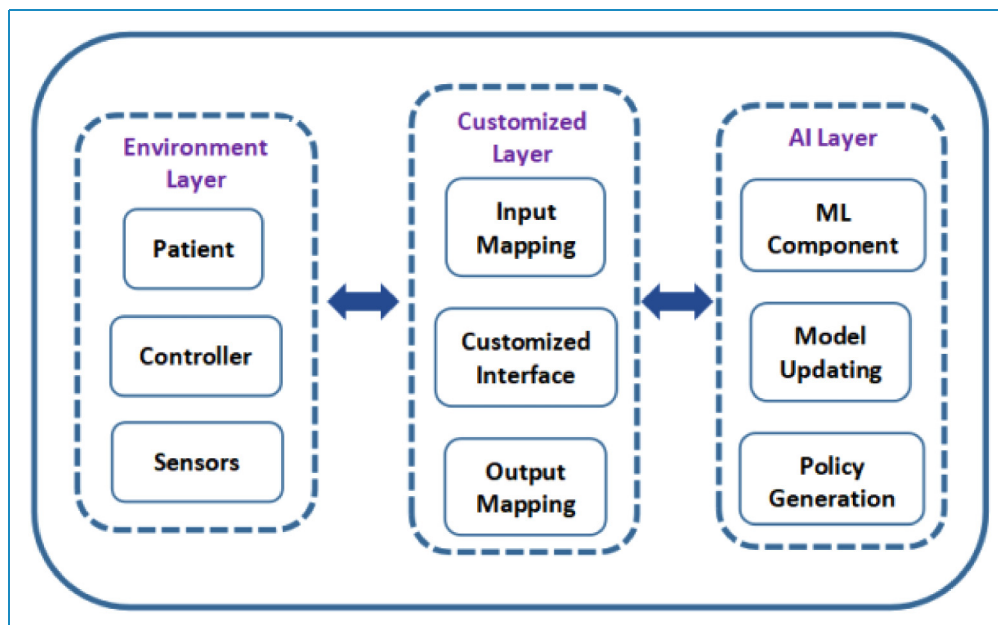 Environment
Layer
Patient
Controller
Sensors
Customized
Layer
Input
Mapping
Customized
Interface
Output
Mapping
AI Layer
ML
Component
Model
Updating
Policy
Generation